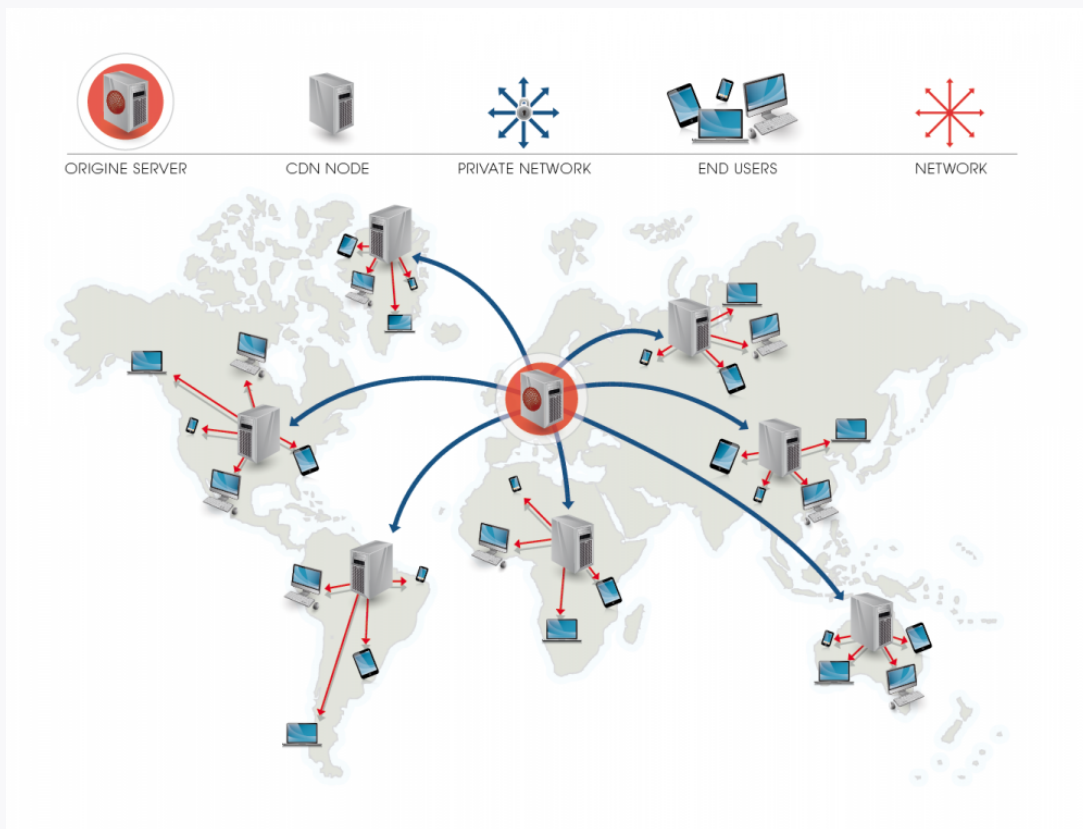 ORIGINE SERVER
CDN NODE
PRIVATE NETWORK
END USERS
NETWORK